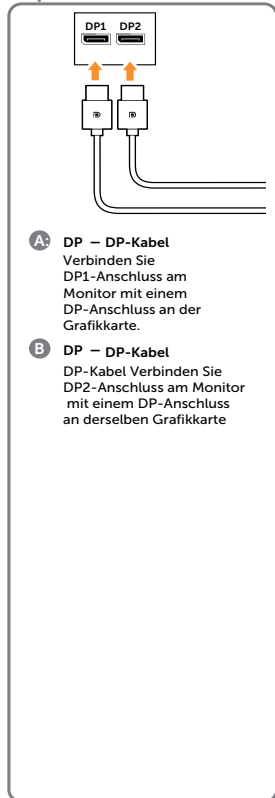 DP1 DP2
A: DP – DP-Kabel
Verbinden Sie
DP1-Anschluss am
Monitor mit einem
DP-Anschluss an der
Grafikkarte.
B DP – DP-Kabel
DP-Kabel Verbinden Sie
DP2-Anschluss am Monitor
mit einem DP-Anschluss
an derselben Grafikkarte